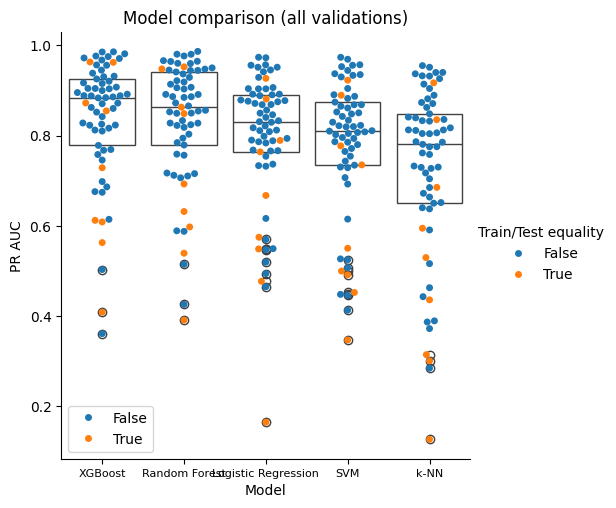 Model comparison (all validations)
1.0
0.8
0.6
0.4
0.2
PR AUC
False
True
XGBoost
Random Forest
Logistic Regression
SVM
k-NN
Model
Train/Test equality
False
True